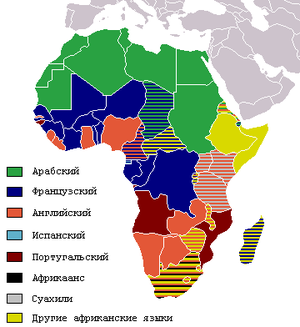 Арабский
Французский
Английский
Испанский
Португальский
Африкаанс
Суахили
Другие африканские языки